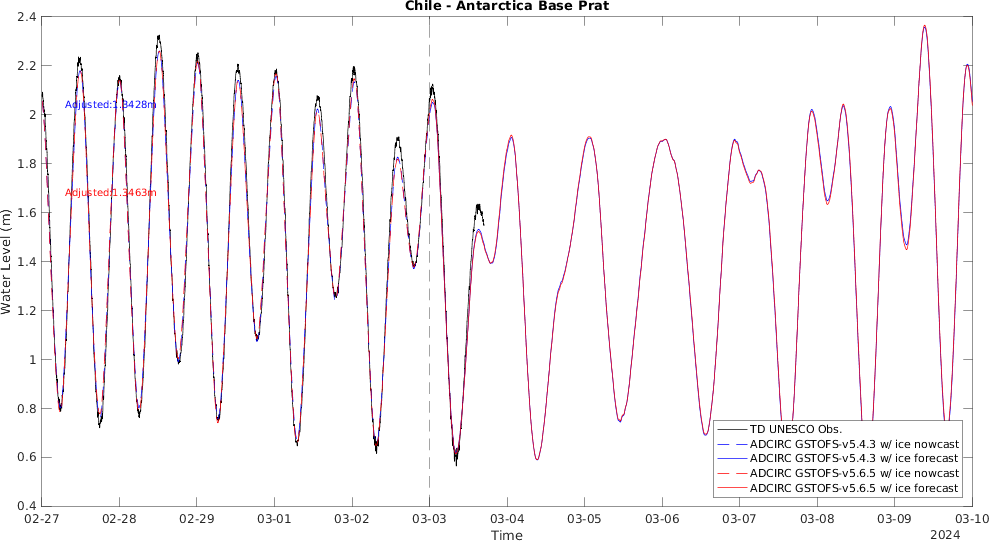 Chile - Antarctica Base Prat
2.4
2.2
2
1.8
1.6
1.4
1.2
1
0.8
0.6
0.4
Water Level (m)
Adjusted:1.3428m
Adjusted:1.3463m
TD UNESCO Obs.
ADCIRC GSTOFS-v5.4.3 w/ ice nowcast
ADCIRC GSTOFS-v5.4.3 w/ ice forecast
ADCIRC GSTOFS-v5.6.5 w/ ice nowcast
ADCIRC GSTOFS-v5.6.5 w/ ice forecast
02-27 02-28 02-29 03-01 03-02 03-03 03-04 03-05 03-06 03-07 03-08 03-09 03-10
Time
2024